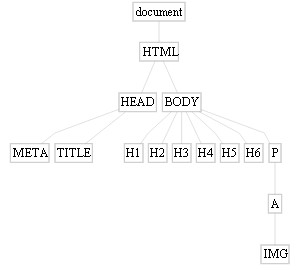 document
HTML
HEAD BODY
META TITLE H1 H2 H3 H4 H5 H6 P
A
IMG